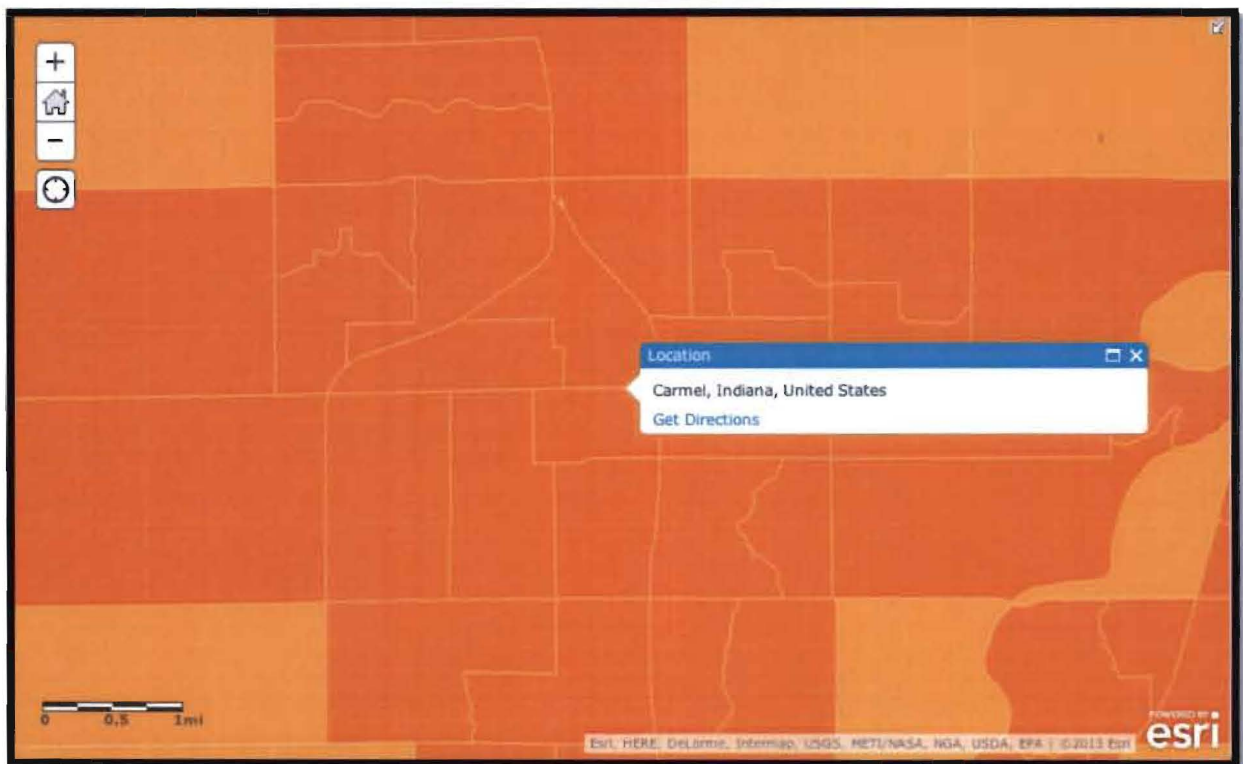 +
−
Location
Carmel, Indiana, United States
Get Directions
0 0.5 1mi
Esri, HERE, DeLorme, Intermap, USGS, METI/NASA, NGA, USDA, EPA | ©2013 Esri
POWERED BY
esri